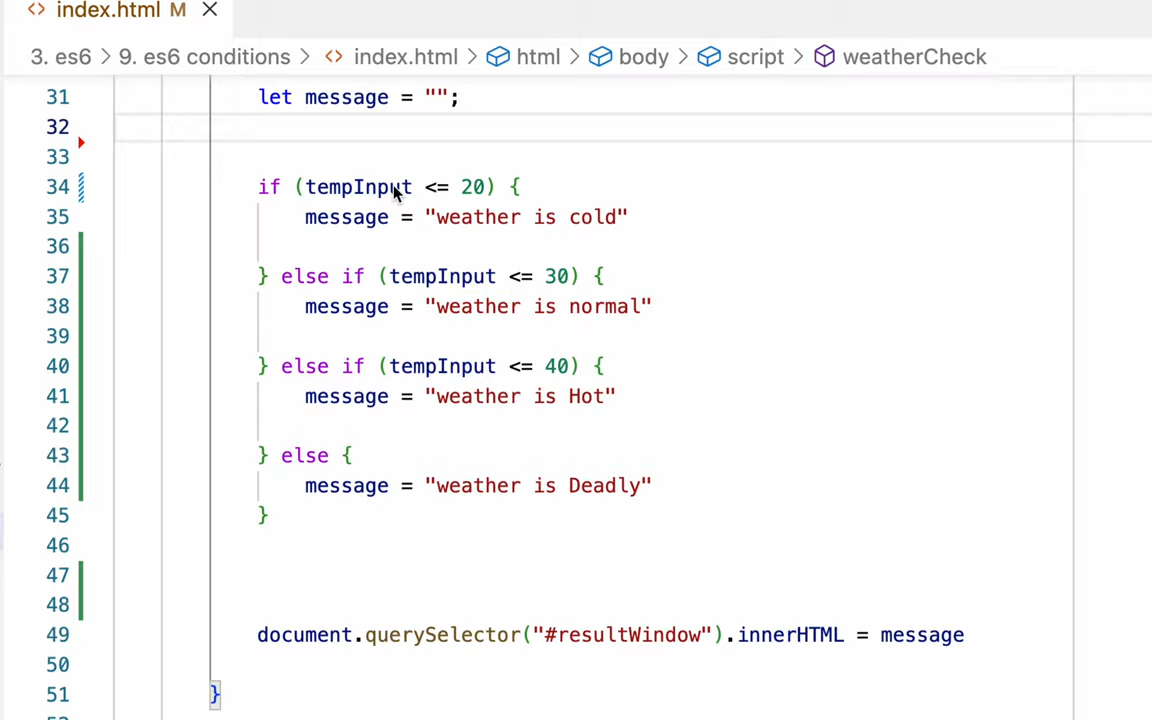 index.html M
3. es6 > 9. es6 conditions > index.html > html > body > script > weatherCheck
31 let message = "";
32
33
34 if (tempInput <= 20) {
35 message = "weather is cold"
36
37 } else if (tempInput <= 30) {
38 message = "weather is normal"
39
40 } else if (tempInput <= 40) {
41 message = "weather is Hot"
42
43 } else {
44 message = "weather is Deadly"
45 }
46
47
48
49 document.querySelector("#resultWindow").innerHTML = message
50
51 }